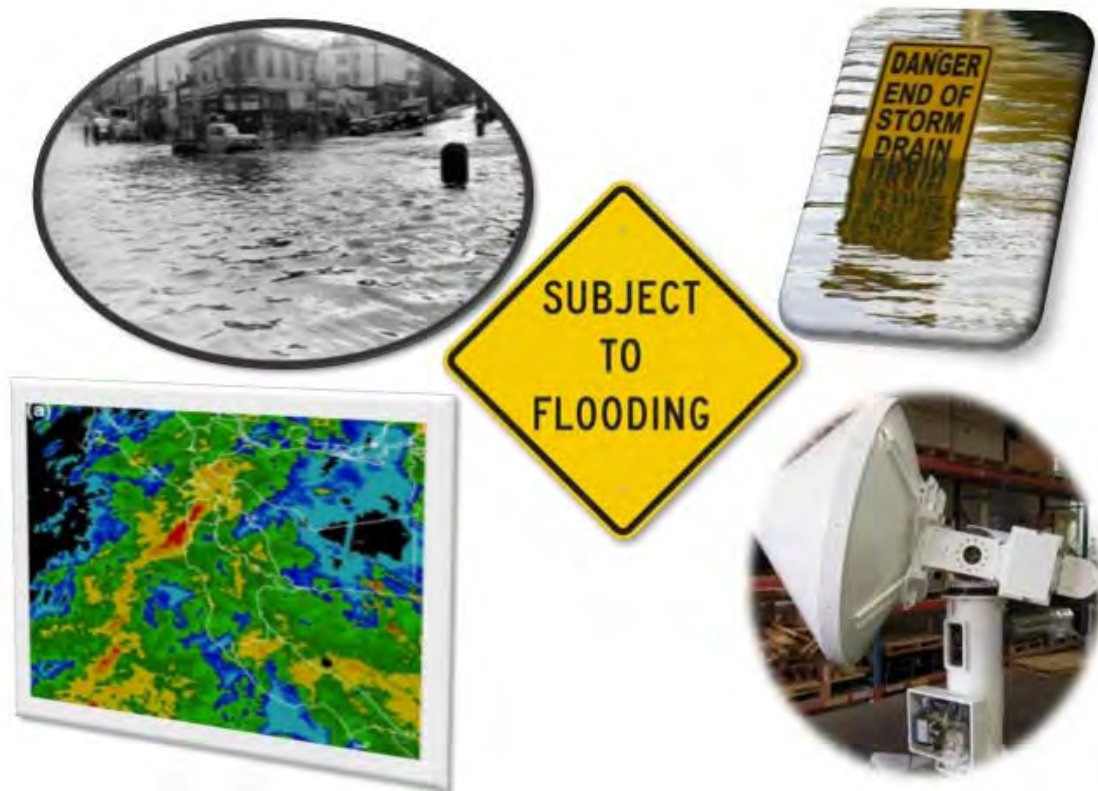 DANGER
END OF
STORM
DRAIN
SUBJECT
TO
FLOODING
(a)